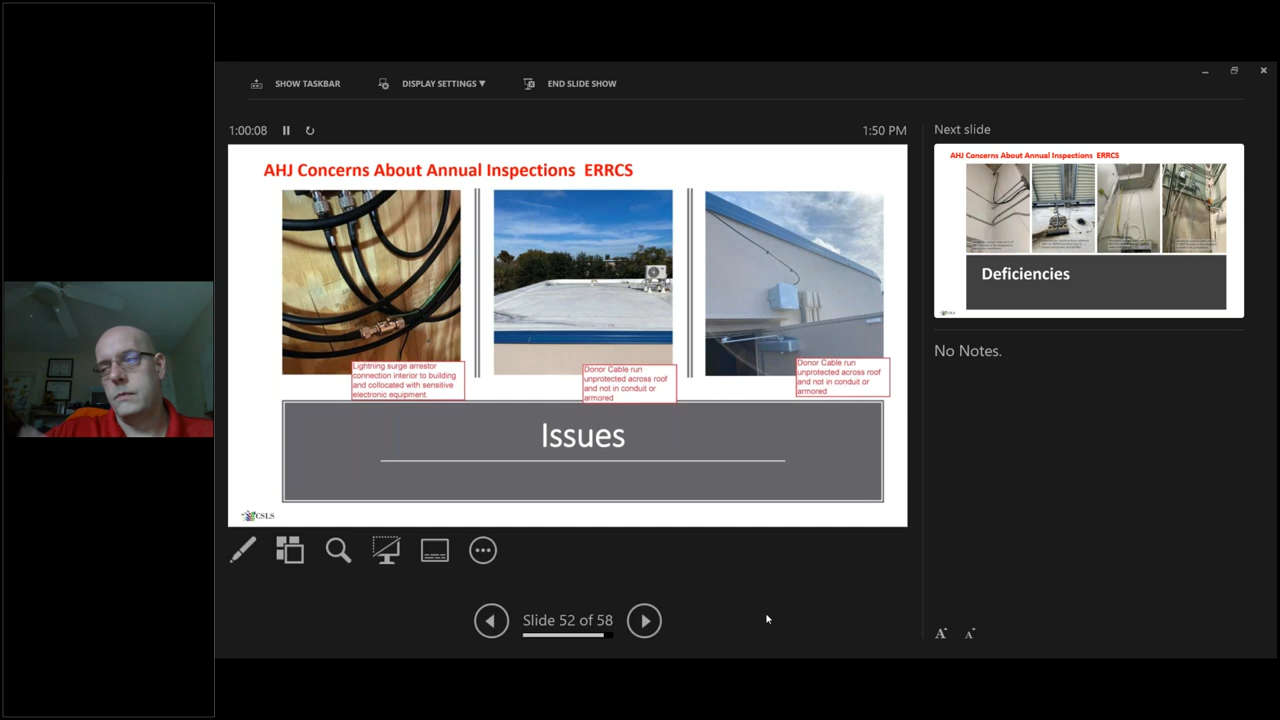 SHOW TASKBAR
DISPLAY SETTINGS ▼
END SLIDE SHOW
1:00:08
1:50 PM
Next slide
AHJ Concerns About Annual Inspections ERRCS
Lightning surge arrestor
connection interior to building
and collocated with sensitive
electronic equipment
Donor Cable run
unprotected across roof
and not in conduit or
armored
Donor Cable run
unprotected across roof
and not in conduit or
armored
Issues
CSLS
AHJ Concerns About Annual Inspections ERRCS
Deficiencies
No Notes.
Slide 52 of 58
A
A